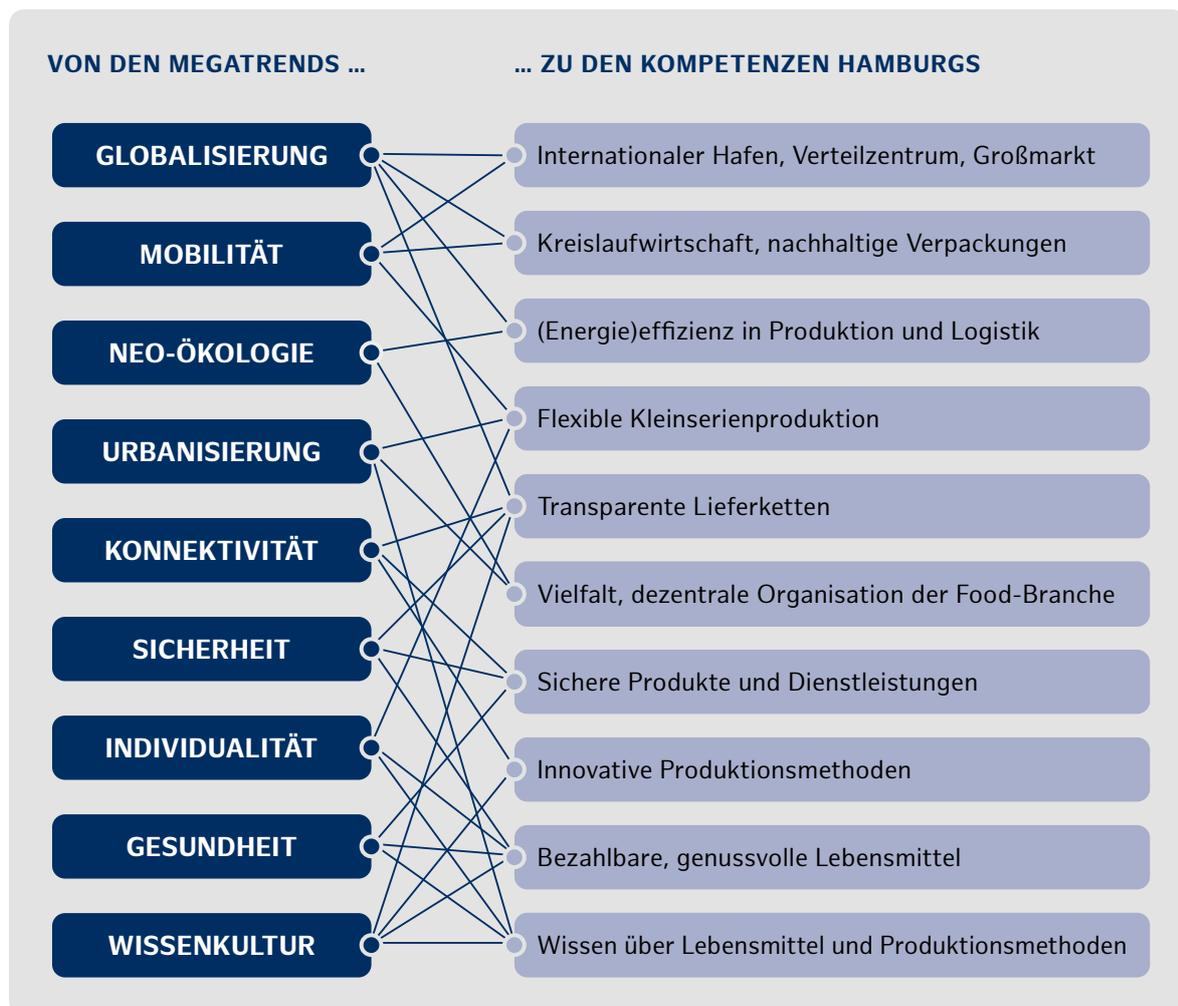 VON DEN MEGATRENDS ...
... ZU DEN KOMPETENZEN HAMBURGS
GLOBALISIERUNG
MOBILITÄT
NEO-ÖKOLOGIE
URBANISIERUNG
KONNEKTIVITÄT
SICHERHEIT
INDIVIDUALITÄT
GESUNDHEIT
WISSENKULTUR
Internationaler Hafen, Verteilzentrum, Großmarkt
Kreislaufwirtschaft, nachhaltige Verpackungen
(Energie)effizienz in Produktion und Logistik
Flexible Kleinserienproduktion
Transparente Lieferketten
Vielfalt, dezentrale Organisation der Food-Branche
Sichere Produkte und Dienstleistungen
Innovative Produktionsmethoden
Bezahlbare, genussvolle Lebensmittel
Wissen über Lebensmittel und Produktionsmethoden